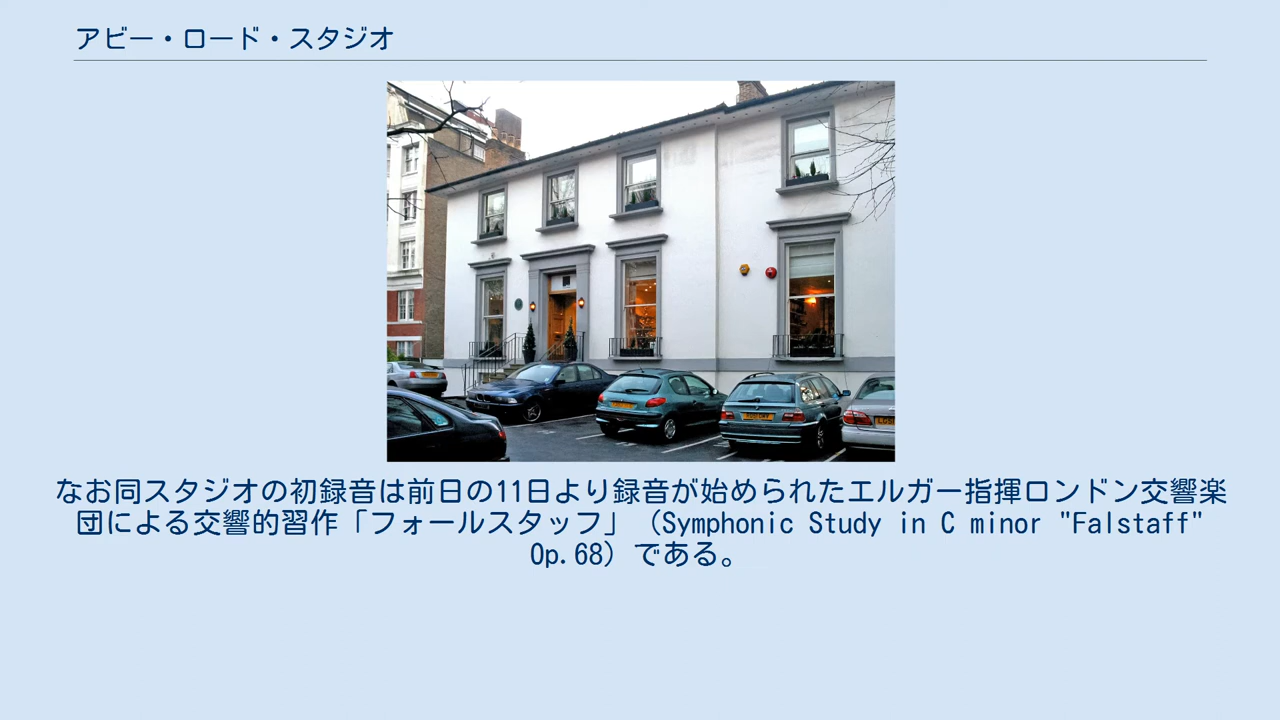 アビー・ロード・スタジオ
なお同スタジオの初録音は前日の11日より録音が始められたエルガー指揮ロンドン交響楽
団による交響的習作「フォールスタッフ」（Symphonic Study in C minor "Falstaff"
Op.68）である。